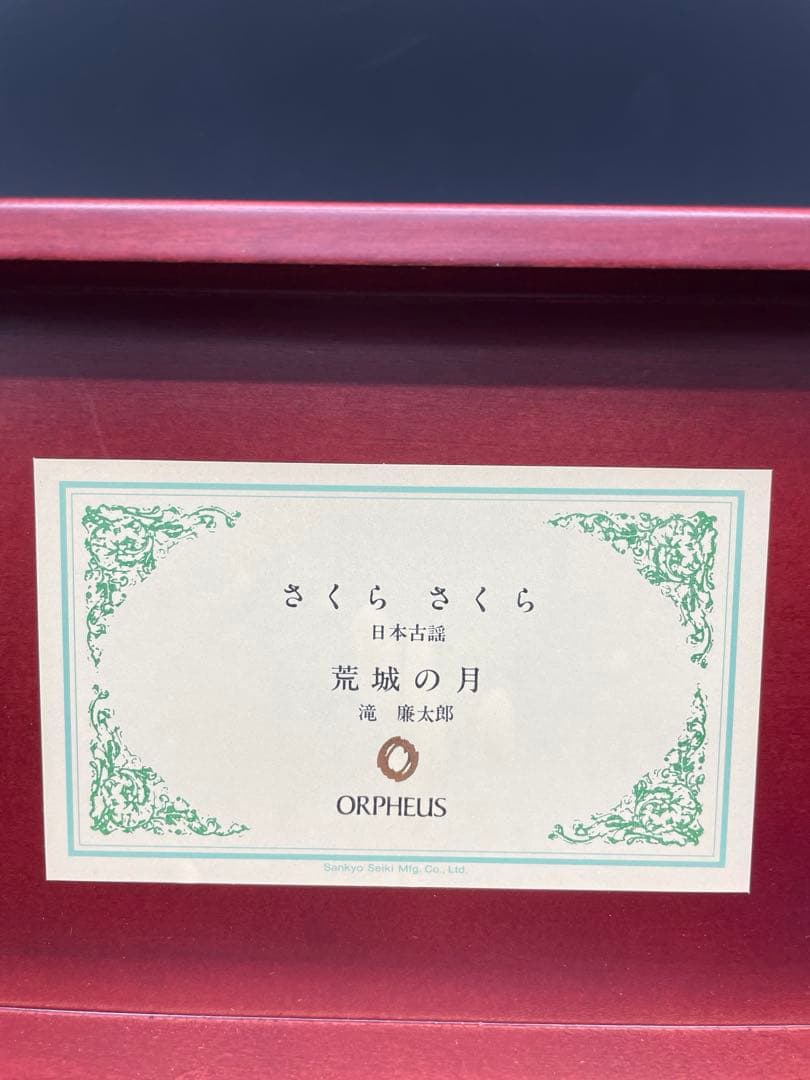 さくら さくら
日本古謡
荒城の月
滝 廉太郎
ORPHEUS
Sankyo Seiki Mfg. Co., Ltd.